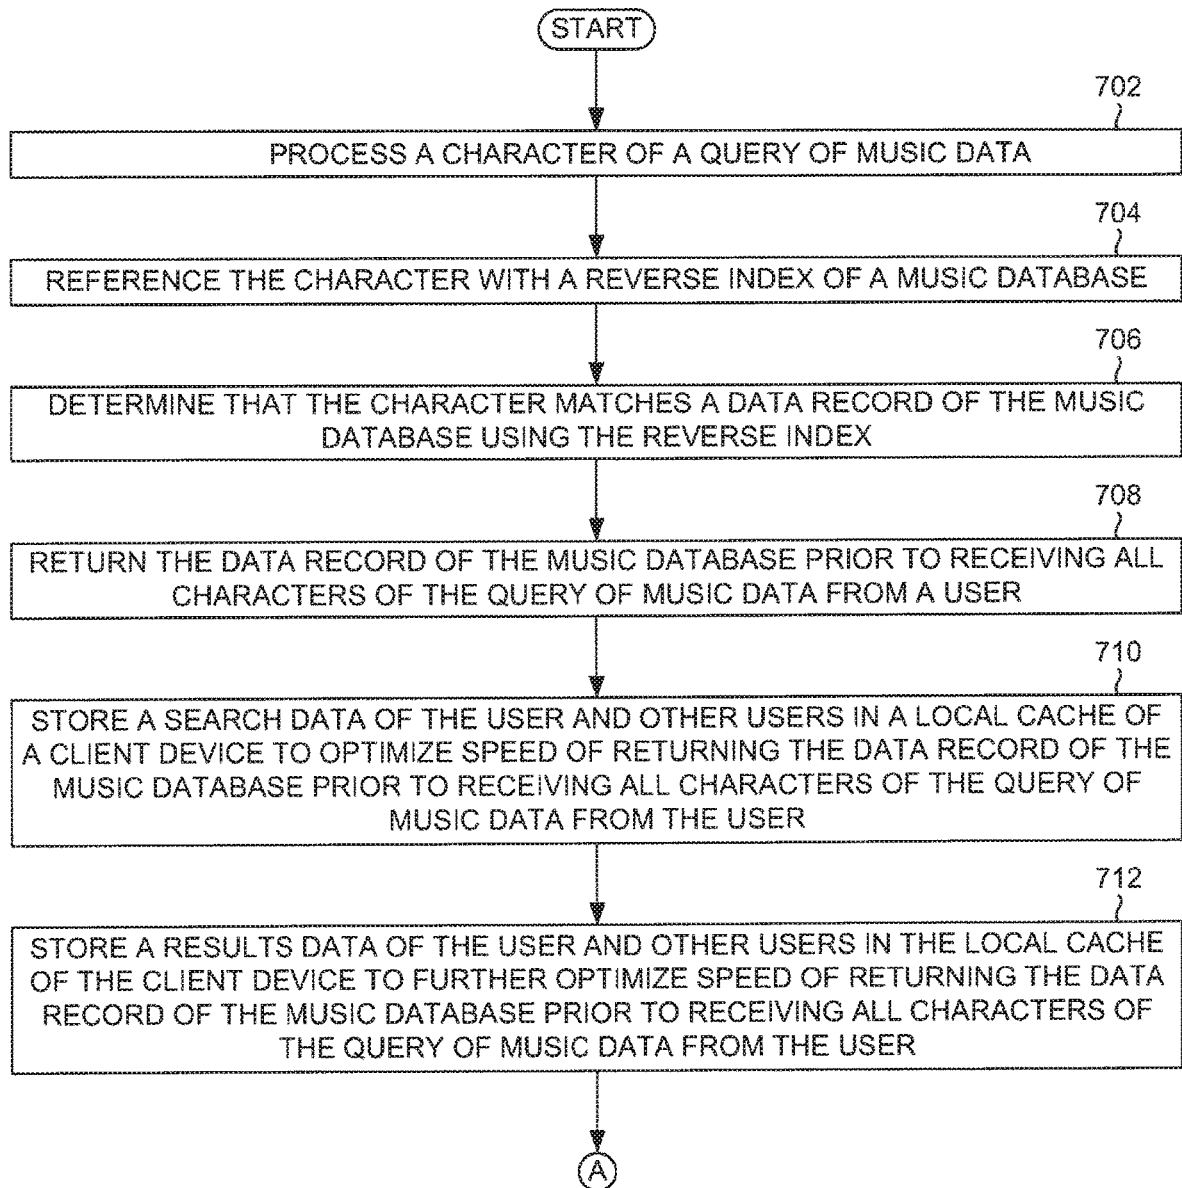 START
702
PROCESS A CHARACTER OF A QUERY OF MUSIC DATA
704
REFERENCE THE CHARACTER WITH A REVERSE INDEX OF A MUSIC DATABASE
706
DETERMINE THAT THE CHARACTER MATCHES A DATA RECORD OF THE MUSIC
DATABASE USING THE REVERSE INDEX
708
RETURN THE DATA RECORD OF THE MUSIC DATABASE PRIOR TO RECEIVING ALL
CHARACTERS OF THE QUERY OF MUSIC DATA FROM A USER
710
STORE A SEARCH DATA OF THE USER AND OTHER USERS IN A LOCAL CACHE OF
A CLIENT DEVICE TO OPTIMIZE SPEED OF RETURNING THE DATA RECORD OF THE
MUSIC DATABASE PRIOR TO RECEIVING ALL CHARACTERS OF THE QUERY OF
MUSIC DATA FROM THE USER
712
STORE A RESULTS DATA OF THE USER AND OTHER USERS IN THE LOCAL CACHE
OF THE CLIENT DEVICE TO FURTHER OPTIMIZE SPEED OF RETURNING THE DATA
RECORD OF THE MUSIC DATABASE PRIOR TO RECEIVING ALL CHARACTERS OF
THE QUERY OF MUSIC DATA FROM THE USER
A